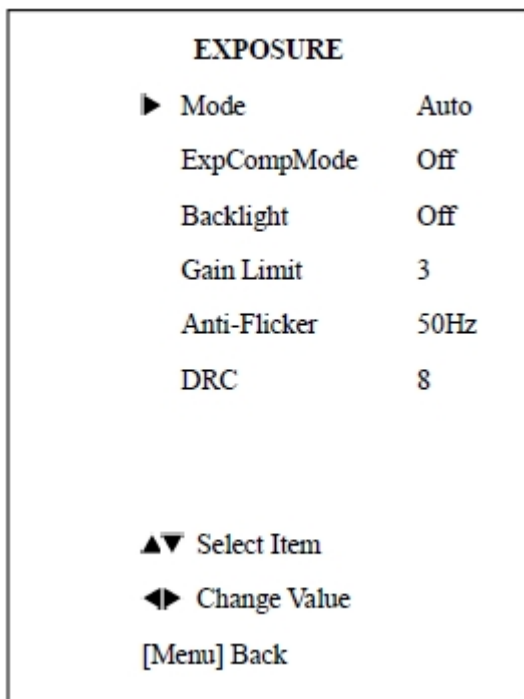 EXPOSURE
▶ Mode Auto
ExpCompMode Off
Backlight Off
Gain Limit 3
Anti-Flicker 50Hz
DRC 8
▲▼ Select Item
◀▶ Change Value
[Menu] Back